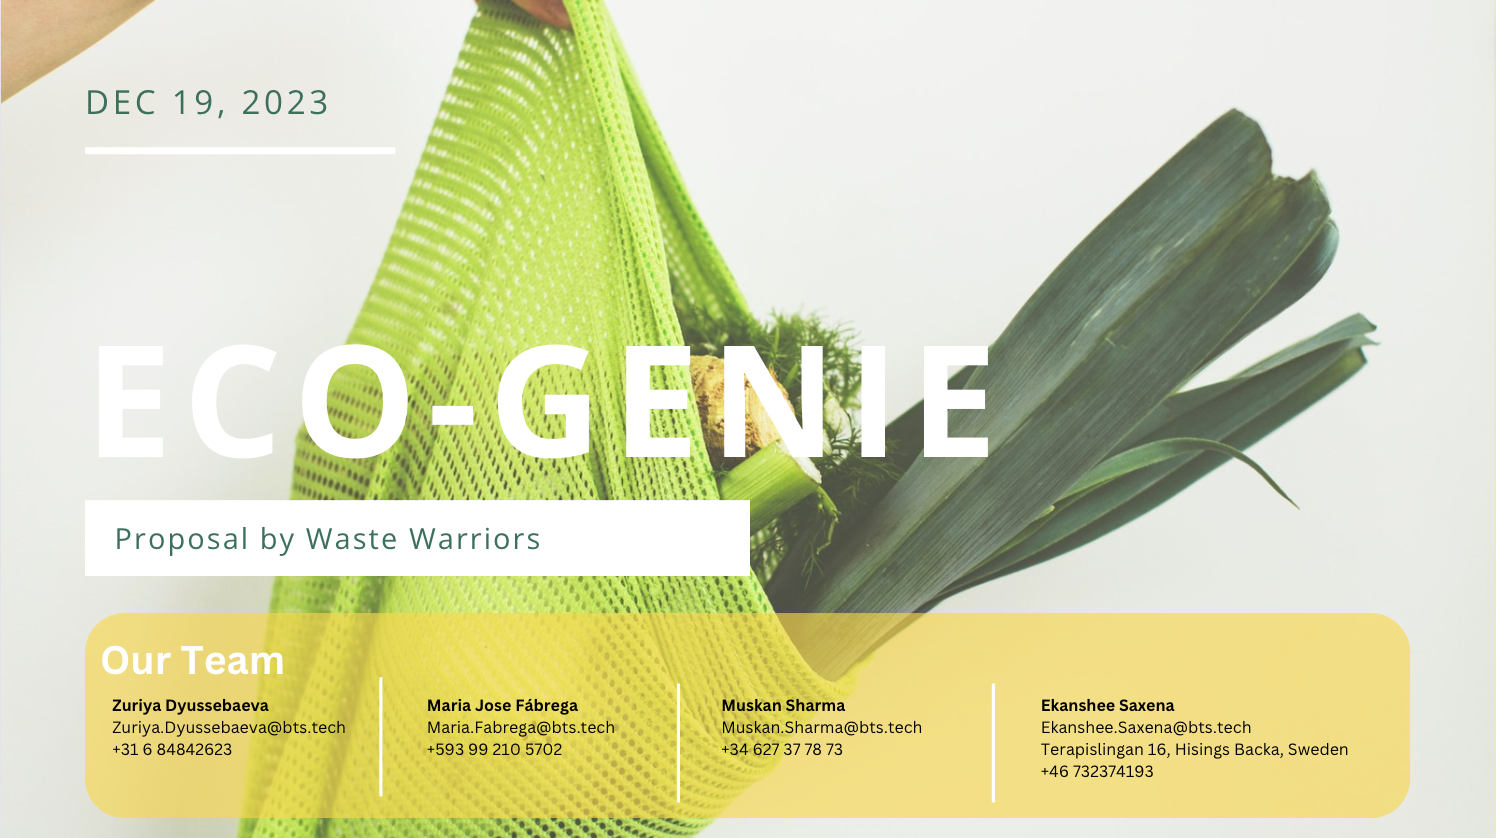 DEC 19, 2023
ECO-GENIE
Proposal by Waste Warriors
Our Team
Zuriya Dyussebaeva
Zuriya.Dyussebaeva@bts.tech
+31 6 84842623
Maria Jose Fábrega
Maria.Fabrega@bts.tech
+593 99 210 5702
Muskan Sharma
Muskan.Sharma@bts.tech
+34 627 37 78 73
Ekanshee Saxena
Ekanshee.Saxena@bts.tech
Terapislingan 16, Hisings Backa, Sweden
+46 732374193